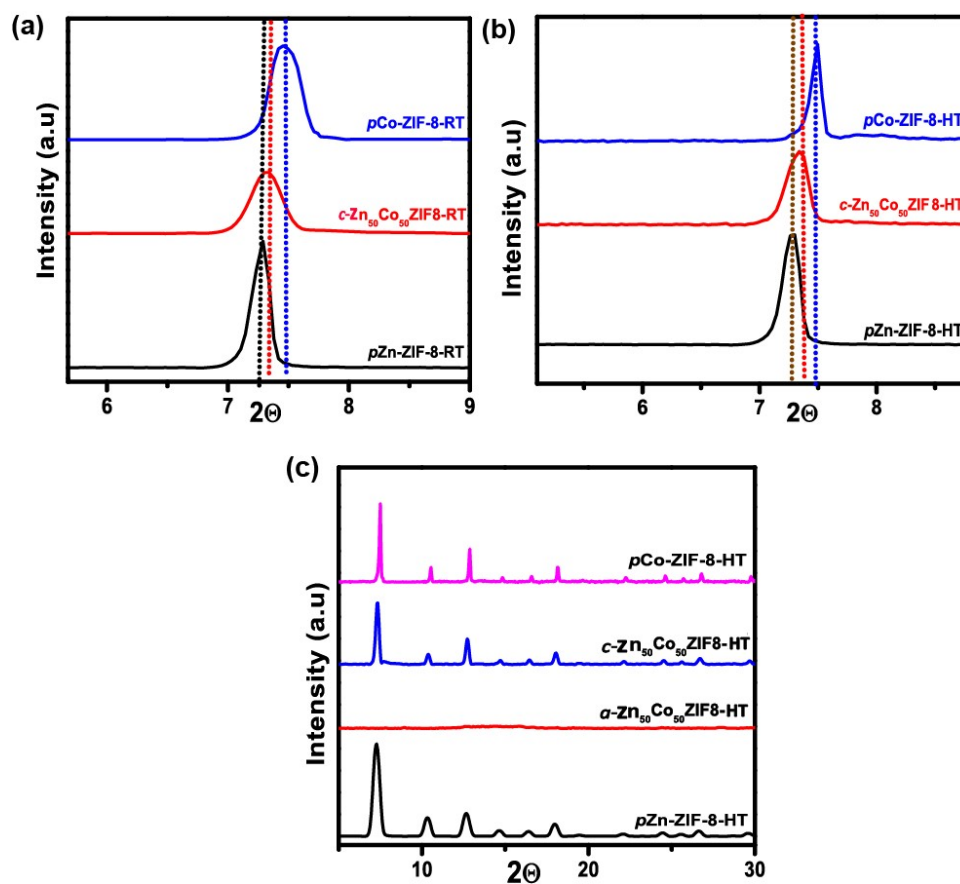 (a)
Intensity (a.u)
pCo-ZIF-8-RT
c-Zn₅₀Co₅₀ZIF8-RT
pZn-ZIF-8-RT
6 7 8 9
2Θ
(b)
Intensity (a.u)
pCo-ZIF-8-HT
c-Zn₅₀Co₅₀ZIF8-HT
pZn-ZIF-8-HT
6 7 8
2Θ
(c)
Intensity (a.u)
pCo-ZIF-8-HT
c-Zn₅₀Co₅₀ZIF8-HT
a-Zn₅₀Co₅₀ZIF8-HT
pZn-ZIF-8-HT
10 20 30
2Θ